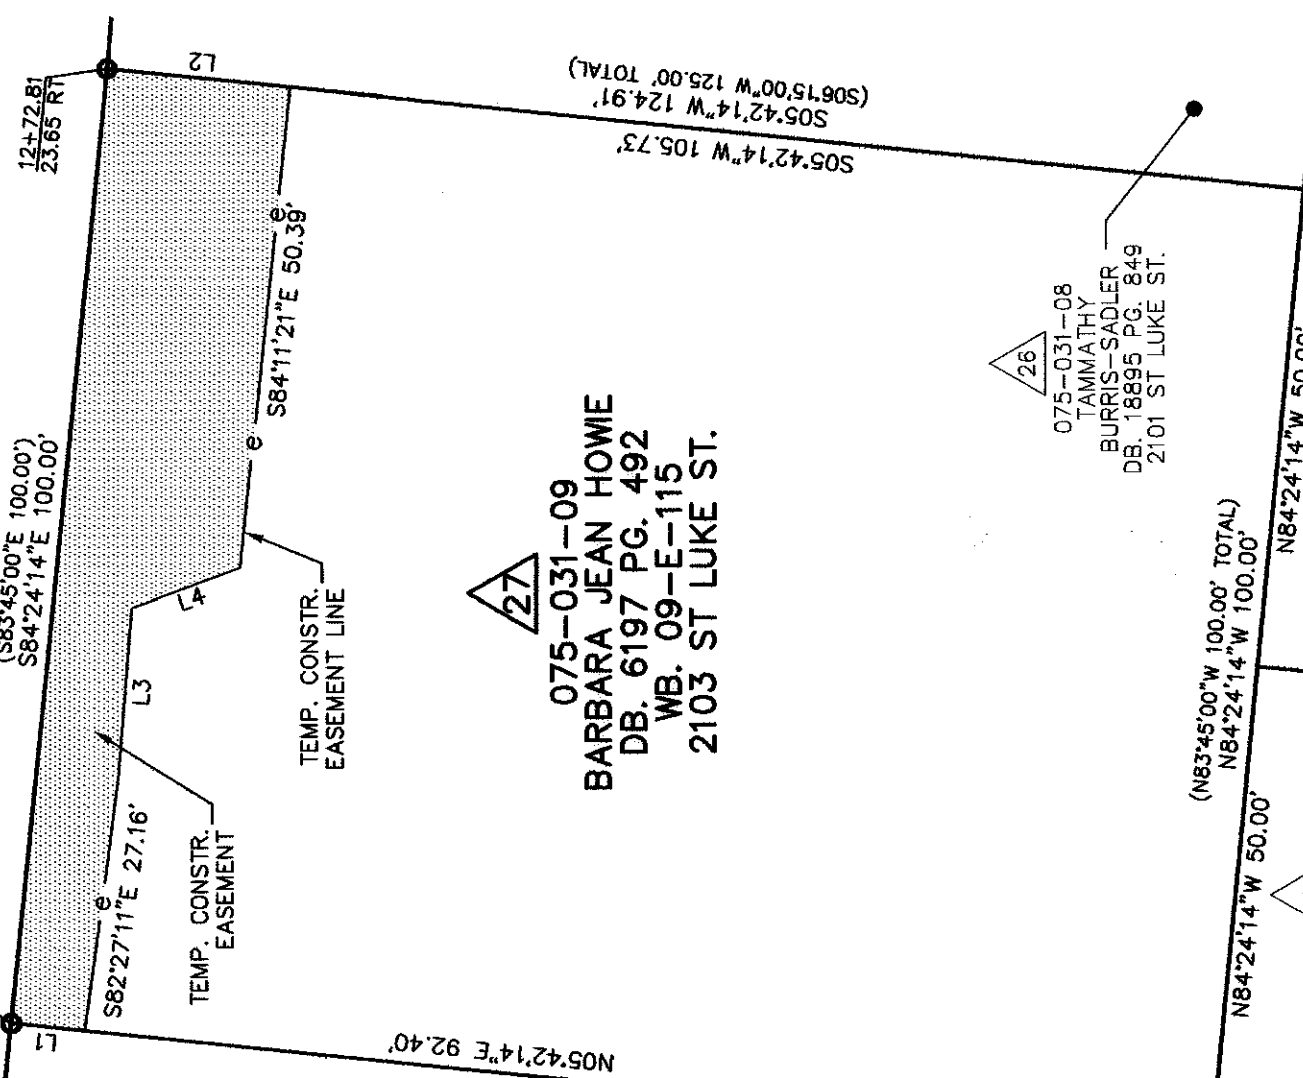 12+72.81
23.65 RT
L2
(S06°15'00"W 125.00' TOTAL)
S05°42'14"W 124.91'
S05°42'14"W 105.73'
(S83°45'00"E 100.00')
S84°24'14"E 100.00'
e
S84°11'21"E 50.39'
e
L4
L3
TEMP. CONSTR.
EASEMENT LINE
e
S82°27'11"E 27.16'
TEMP. CONSTR.
EASEMENT
L1
N05°42'14"E 92.40'
27
075-031-09
BARBARA JEAN HOWIE
DB. 6197 PG. 492
WB. 09-E-115
2103 ST LUKE ST.
26
075-031-08
TAMMATHY
BURRIS-SADLER
DB. 18895 PG. 849
2101 ST LUKE ST.
(N83°45'00"W 100.00' TOTAL)
N84°24'14"W 100.00'
N84°24'14"W 50.00'
N84°24'14"W 50.00'